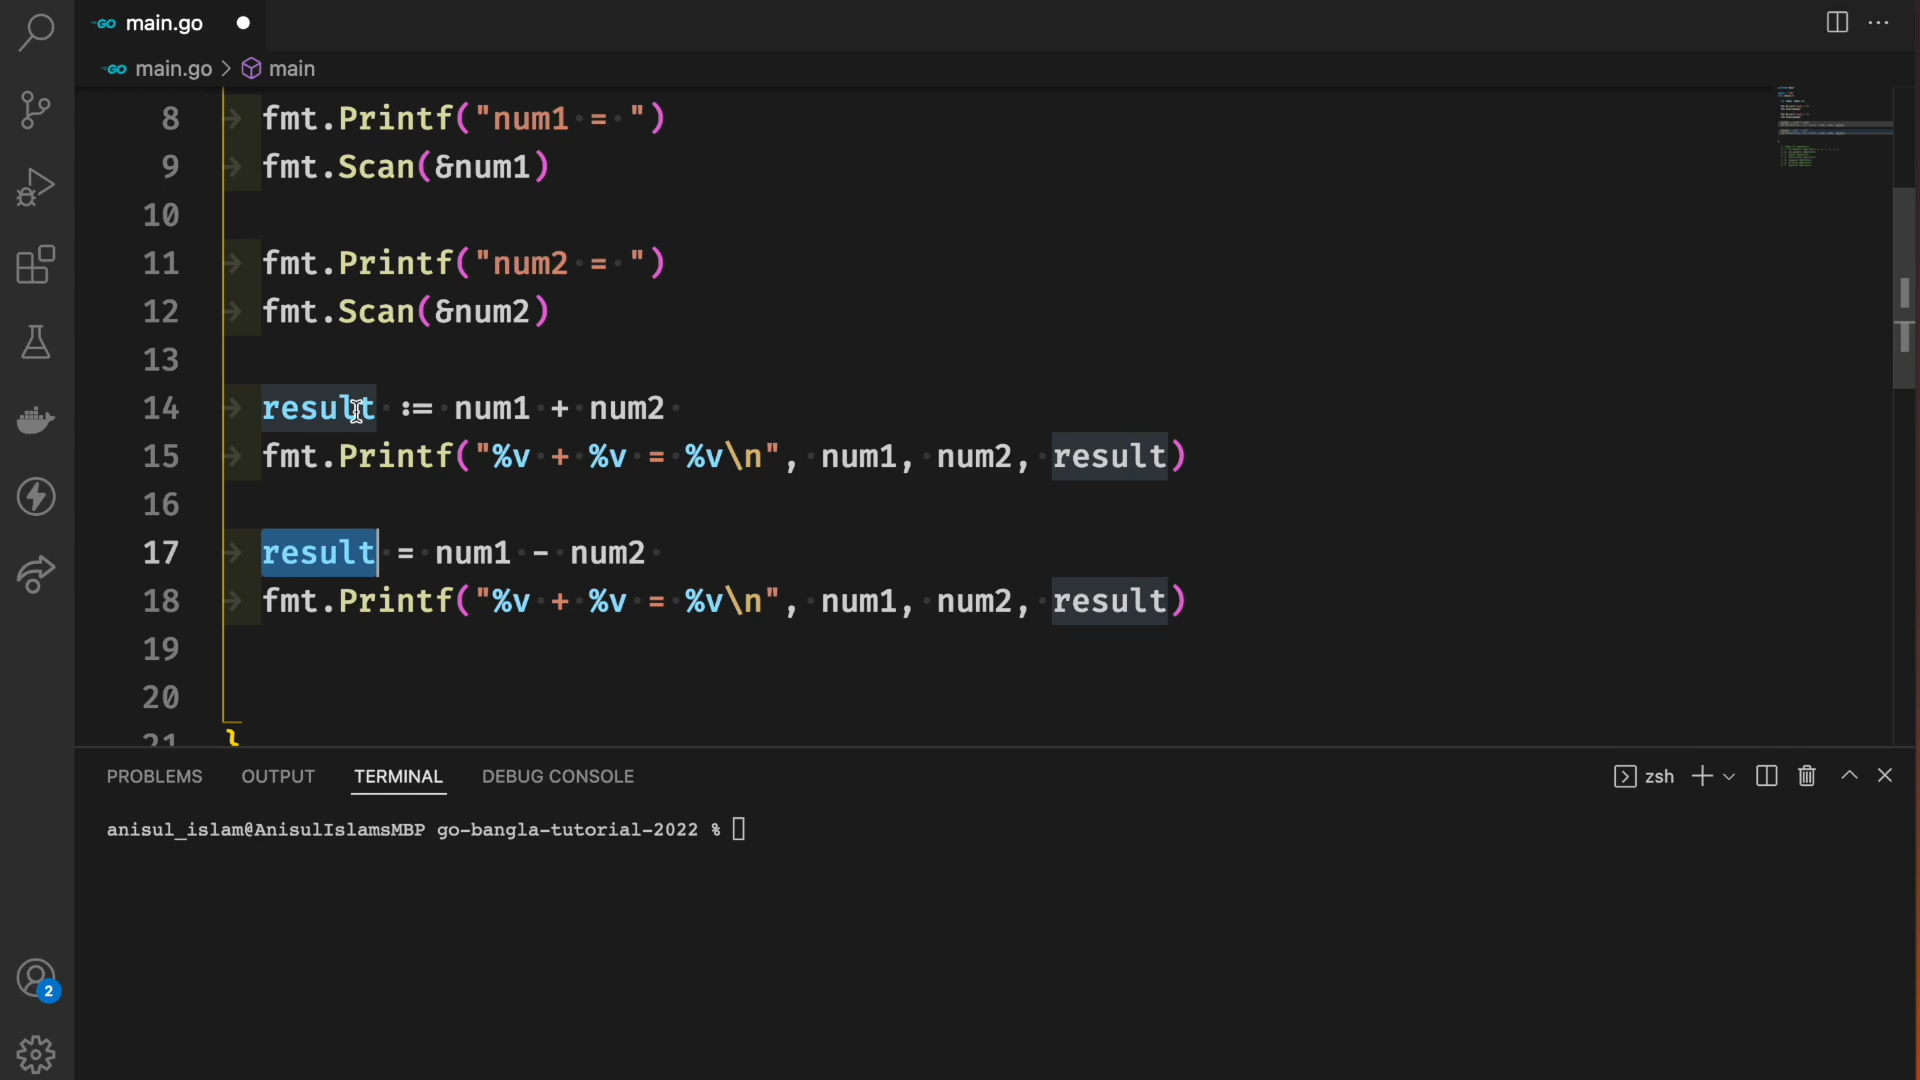 GO main.go
GO main.go > main
8 fmt.Printf("num1 = ")
9 fmt.Scan(&num1)
10
11 fmt.Printf("num2 = ")
12 fmt.Scan(&num2)
13
14 result := num1 + num2
15 fmt.Printf("%v + %v = %v\n", num1, num2, result)
16
17 result = num1 - num2
18 fmt.Printf("%v + %v = %v\n", num1, num2, result)
19
20
21 }
PROBLEMS OUTPUT TERMINAL DEBUG CONSOLE zsh
anisul_islam@AnisulIslamsMBP go-bangla-tutorial-2022 %
2